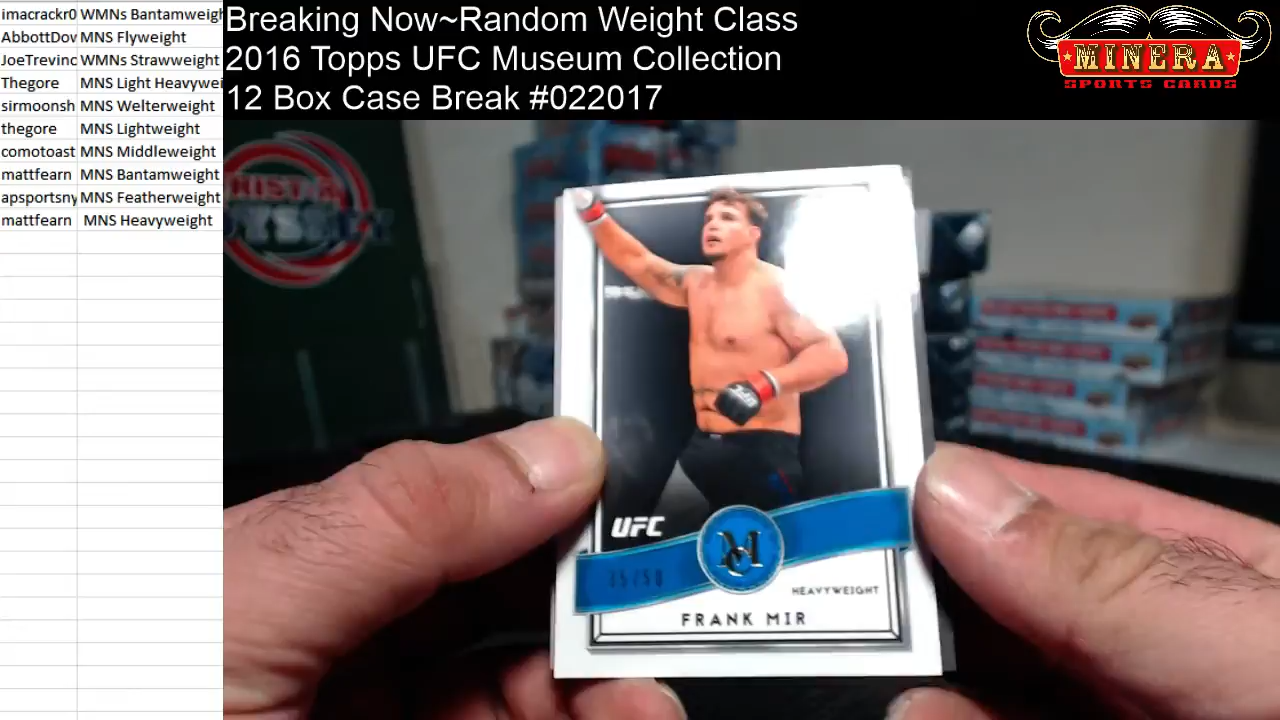 imacrackr0 WMNs Bantamweigh
AbbottDov MNS Flyweight
JoeTrevinc WMNs Strawweight
Thegore MNS Light Heavywei
sirmoonsh MNS Welterweight
thegore MNS Lightweight
comotoast MNS Middleweight
mattfearn MNS Bantamweight
apsportsny MNS Featherweight
mattfearn MNS Heavyweight
Breaking Now~Random Weight Class
2016 Topps UFC Museum Collection
12 Box Case Break #022017
MINERA
SPORTS CARDS
UFC
MC
HEAVYWEIGHT
FRANK MIR